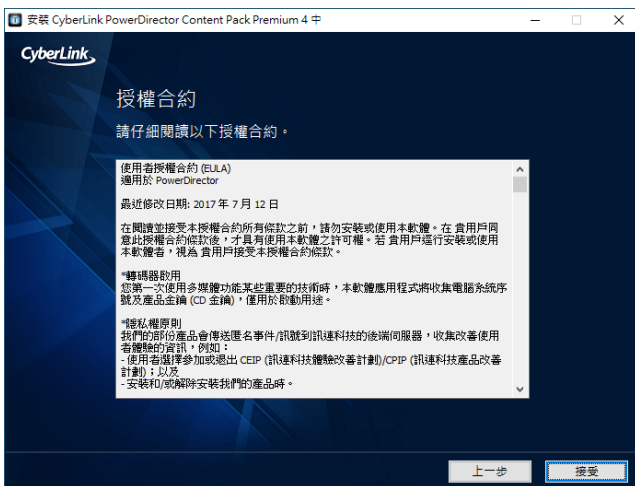 安裝 CyberLink PowerDirector Content Pack Premium 4 中
CyberLink
授權合約
請仔細閱讀以下授權合約。
使用者授權合約 (EULA)
適用於 PowerDirector
最近修改日期: 2017 年 7 月 12 日
在閱讀並接受本授權合約所有條款之前，請勿安裝或使用本軟體。在 貴用戶同
意此授權合約條款後，才具有使用本軟體之許可權。若 貴用戶逕行安裝或使用
本軟體者，視為 貴用戶接受本授權合約條款。
*轉碼器啟用
您第一次使用多媒體功能某些重要的技術時，本軟體應用程式將收集電腦系統序
號及產品金鑰 (CD 金鑰)，僅用於啟動用途。
*隱私權原則
我們的部份產品會傳送匿名事件/訊號到訊連科技的後端伺服器，收集改善使用
者體驗的資訊，例如：
- 使用者選擇參加或退出 CEIP (訊連科技體驗改善計劃)/CPIP (訊連科技產品改善
計劃)；以及
- 安裝和/或解除安裝我們的產品時。
上一步
接受